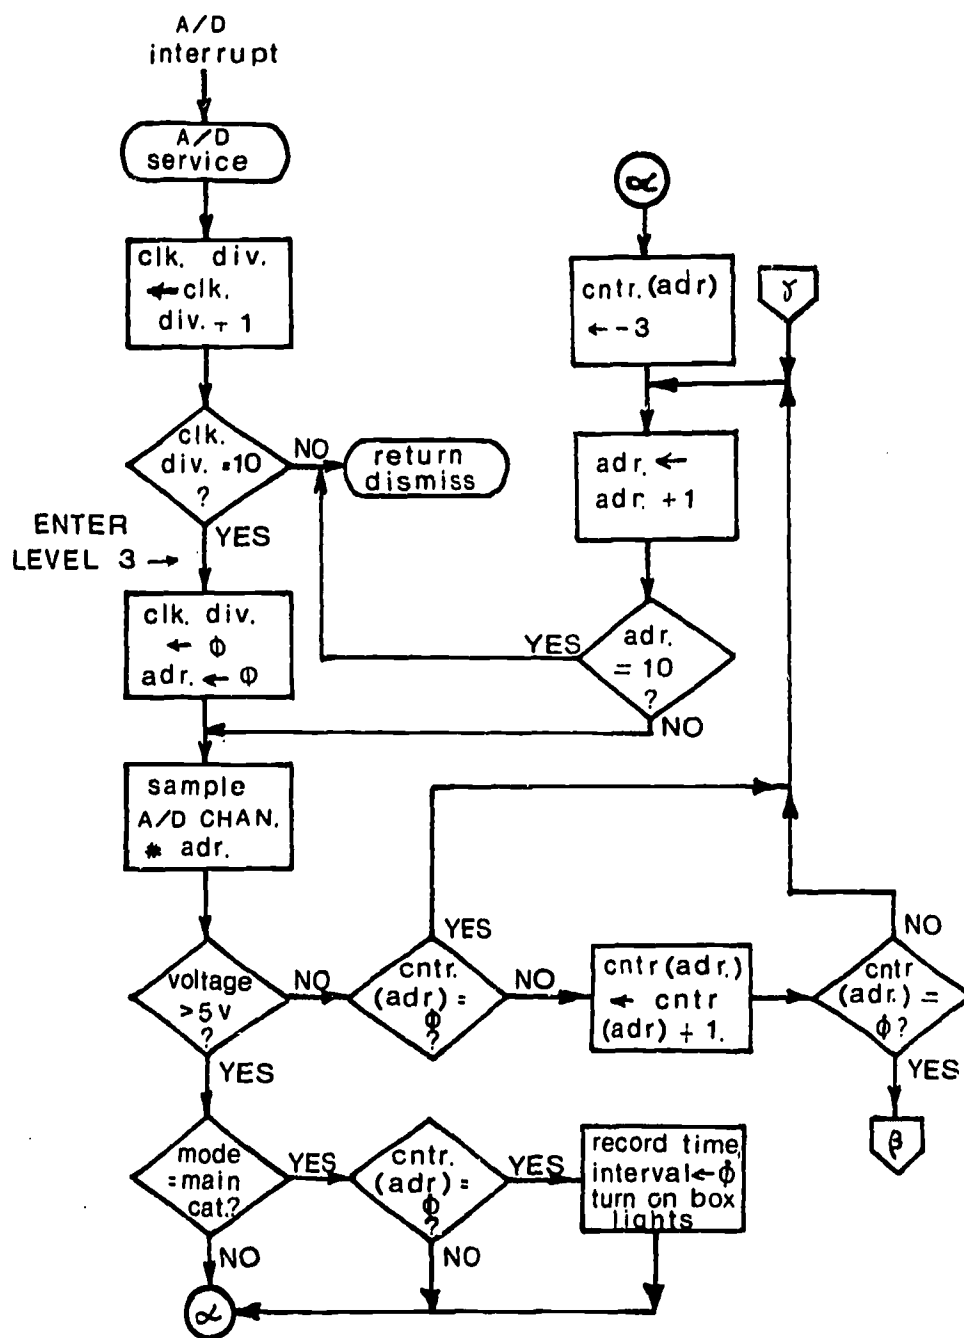 A/D
interrupt
A/D
service
clk. div.
←clk.
div. + 1
clk.
div. =10
?
NO
return
dismiss
YES
ENTER
LEVEL 3 →
clk. div.
← ϕ
adr. ← ϕ
sample
A/D CHAN.
* adr.
voltage
>5v
?
NO
YES
cntr.
(adr) =
ϕ
?
YES
NO
cntr(adr.)
← cntr
(adr) + 1.
cntr
(adr.) =
ϕ?
NO
YES
β
mode
=main
cat.?
YES
NO
cntr.
(adr) =
ϕ
?
YES
NO
record time,
interval←ϕ
turn on box
lights
α
α
cntr.(adr)
←-3
γ
adr. ←
adr. +1
adr.
= 10
?
YES
NO